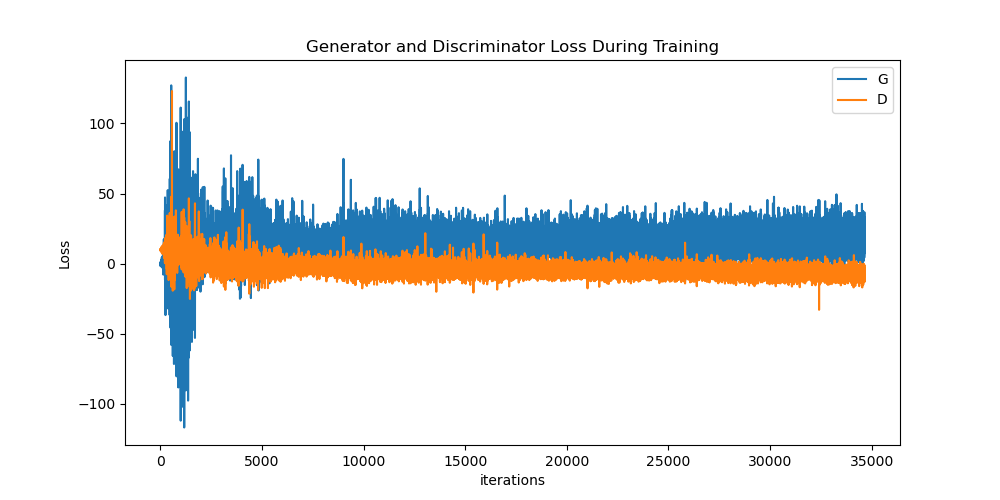 Generator and Discriminator Loss During Training
G
D
100
50
0
−50
−100
Loss
0
5000
10000
15000
20000
25000
30000
35000
iterations